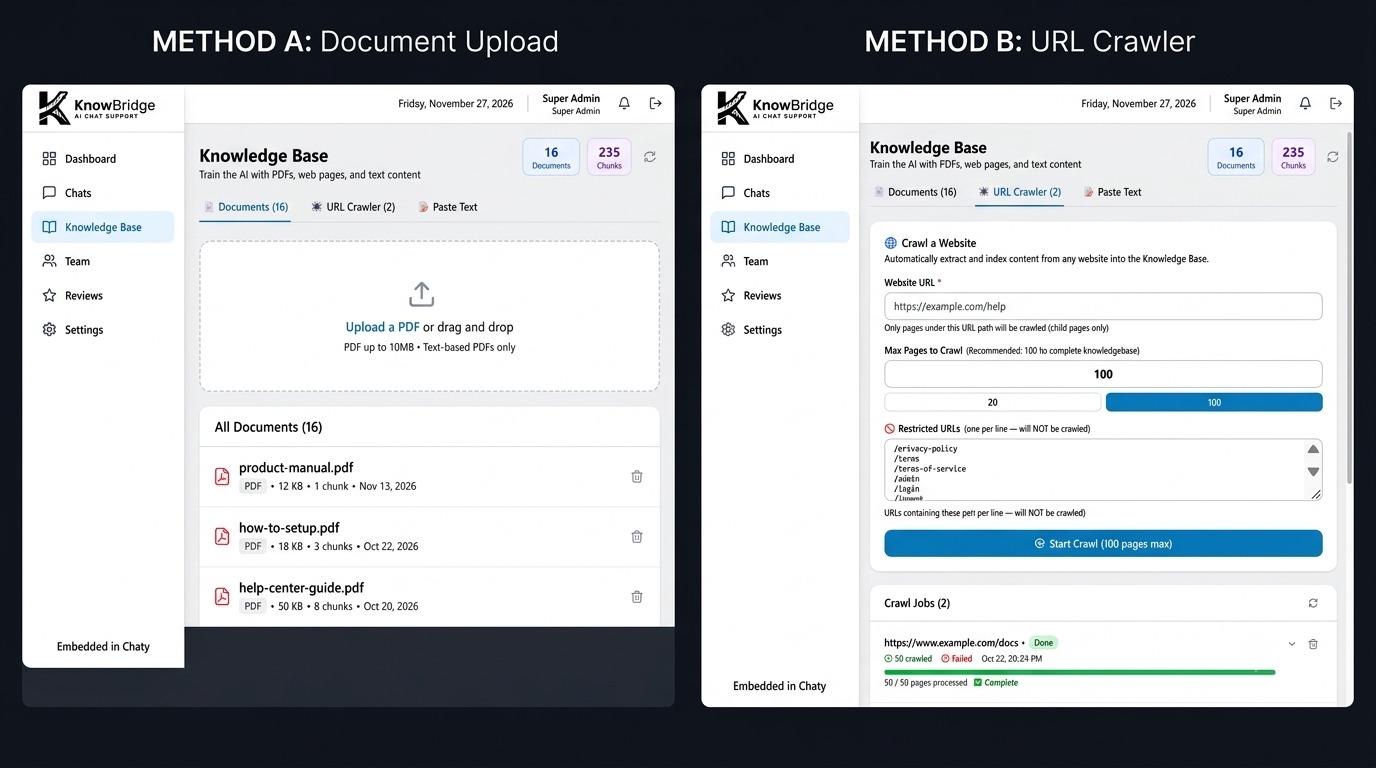 METHOD A: Document Upload
KnowBridge
AI CHAT SUPPORT
Fridsy, November 27, 2026
Super Admin
Super Admin
Dashboard
Chats
Knowledge Base
Team
Reviews
Settings
Embedded in Chaty
Knowledge Base
Train the AI with PDFs, web pages, and text content
16
Documents
235
Chunks
Documents (16)
URL Crawler (2)
Paste Text
Upload a PDF or drag and drop
PDF up to 10MB • Text-based PDFs only
All Documents (16)
product-manual.pdf
PDF • 12 KB • 1 chunk • Nov 13, 2026
how-to-setup.pdf
PDF • 18 KB • 3 chunks • Oct 22, 2026
help-center-guide.pdf
PDF • 50 KB • 8 chunks • Oct 20, 2026
METHOD B: URL Crawler
KnowBridge
AI CHAT SUPPORT
Friday, November 27, 2026
Super Admin
Super Admin
Dashboard
Chats
Knowledge Base
Team
Reviews
Settings
Embedded in Chaty
Knowledge Base
Train the AI with PDFs, web pages, and text content
16
Documents
235
Chunks
Documents (16)
URL Crawler (2)
Paste Text
Crawl a Website
Automatically extract and index content from any website into the Knowledge Base.
Website URL *
https://example.com/help
Only pages under this URL path will be crawled (child pages only)
Max Pages to Crawl (Recommended: 100 to complete knowledgebase)
100
20
100
Restricted URLs (one per line — will NOT be crawled)
/erivacy-policy
/teras
/teras-of-service
/admin
/lagin
URLs containing these per line — will NOT be crawled)
Start Crawl (100 pages max)
Crawl Jobs (2)
https://www.example.com/docs • Done
50 crawled
Failed
Oct 22, 20:24 PM
50 / 50 pages processed
Complete